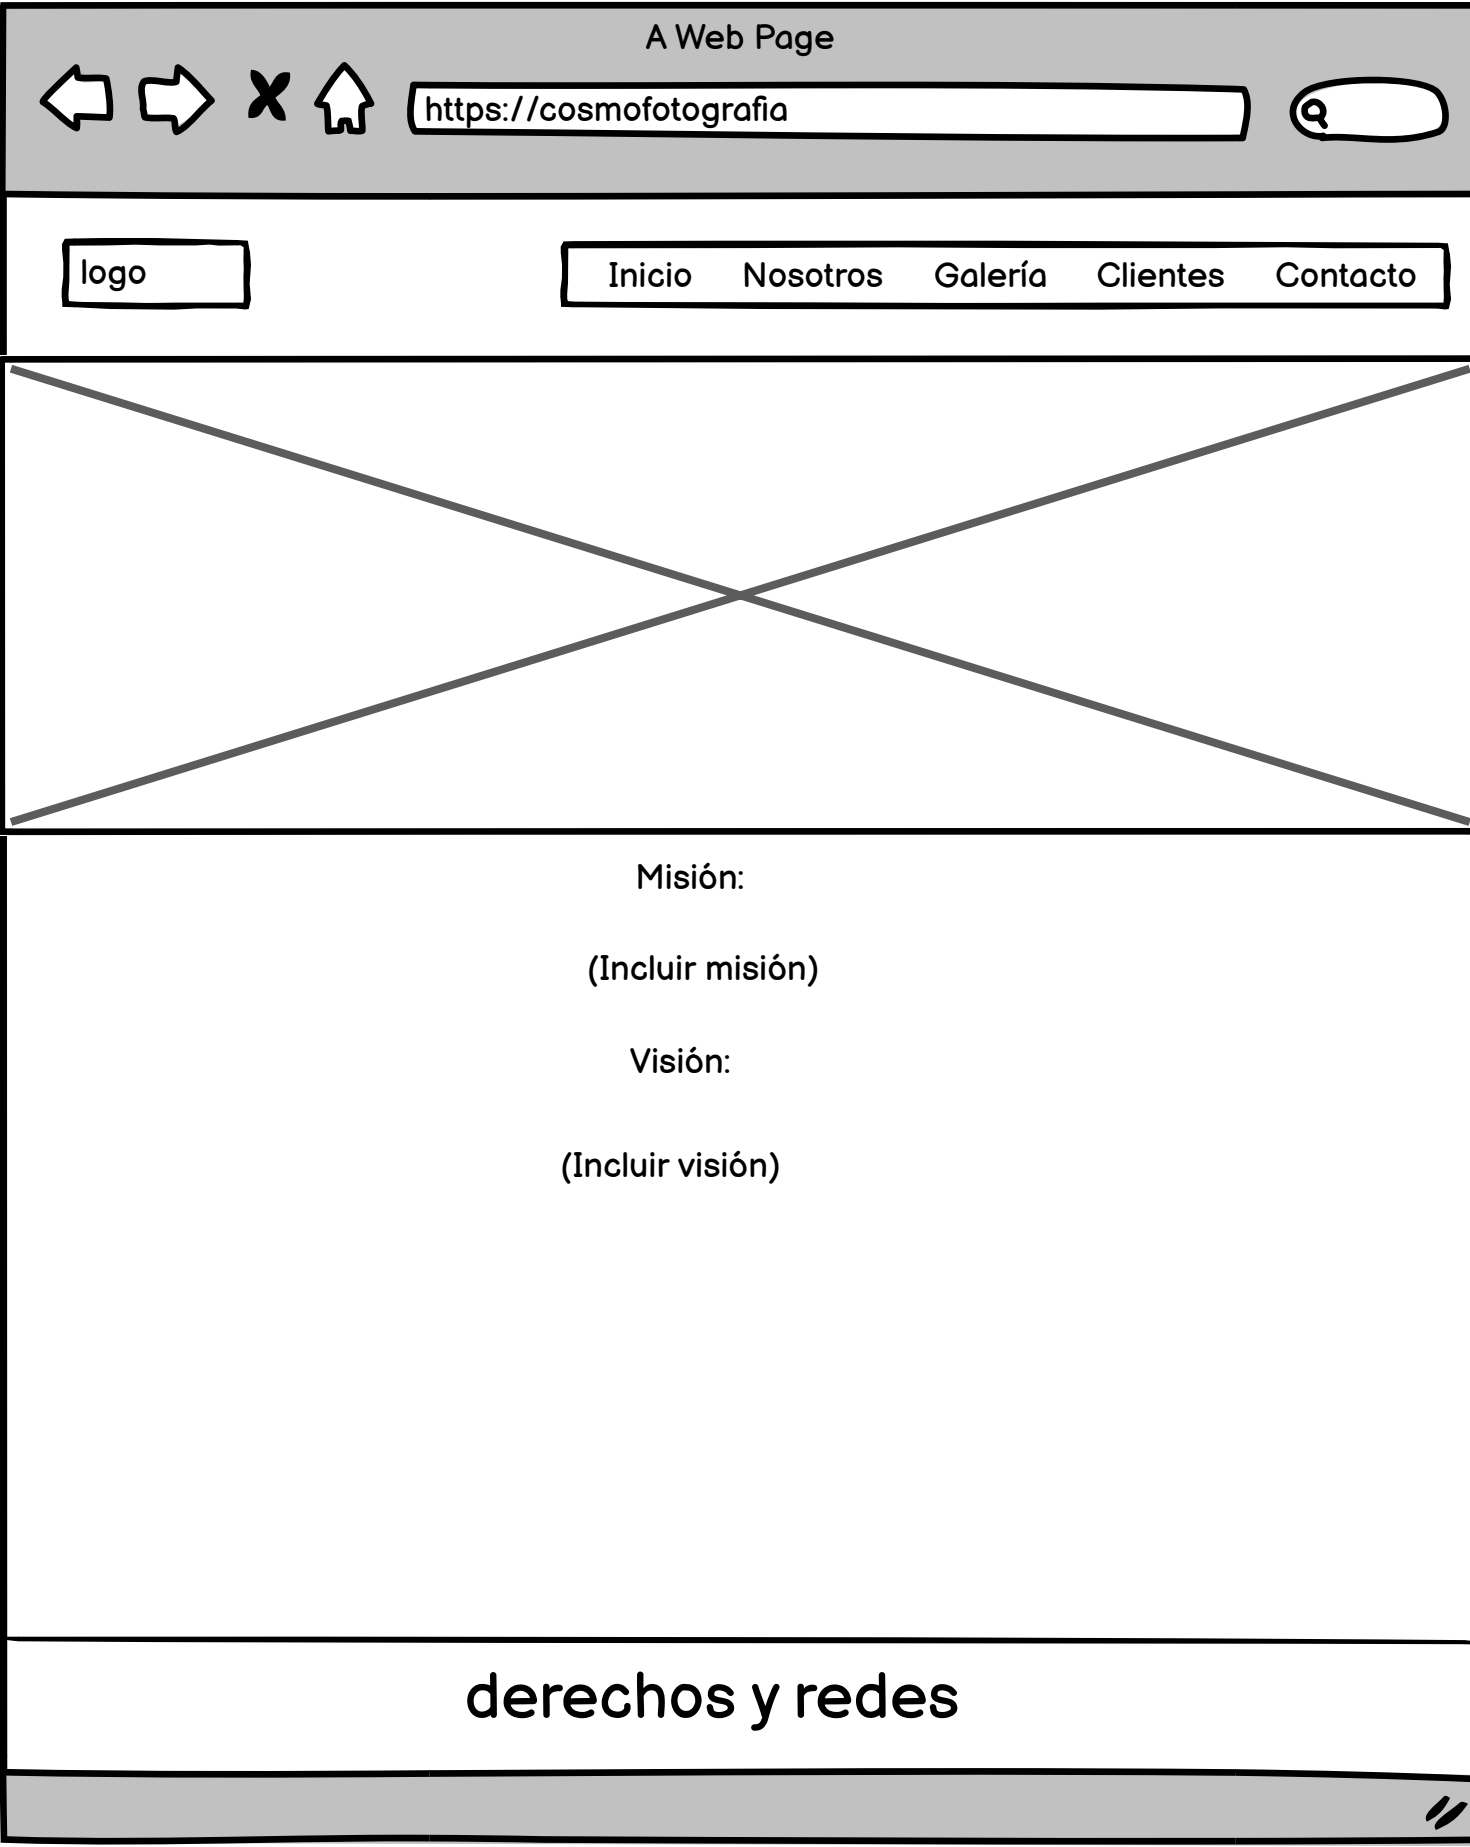 A Web Page
https://cosmofotografia
logo
Inicio Nosotros Galería Clientes Contacto
Misión:
(Incluir misión)
Visión:
(Incluir visión)
derechos y redes